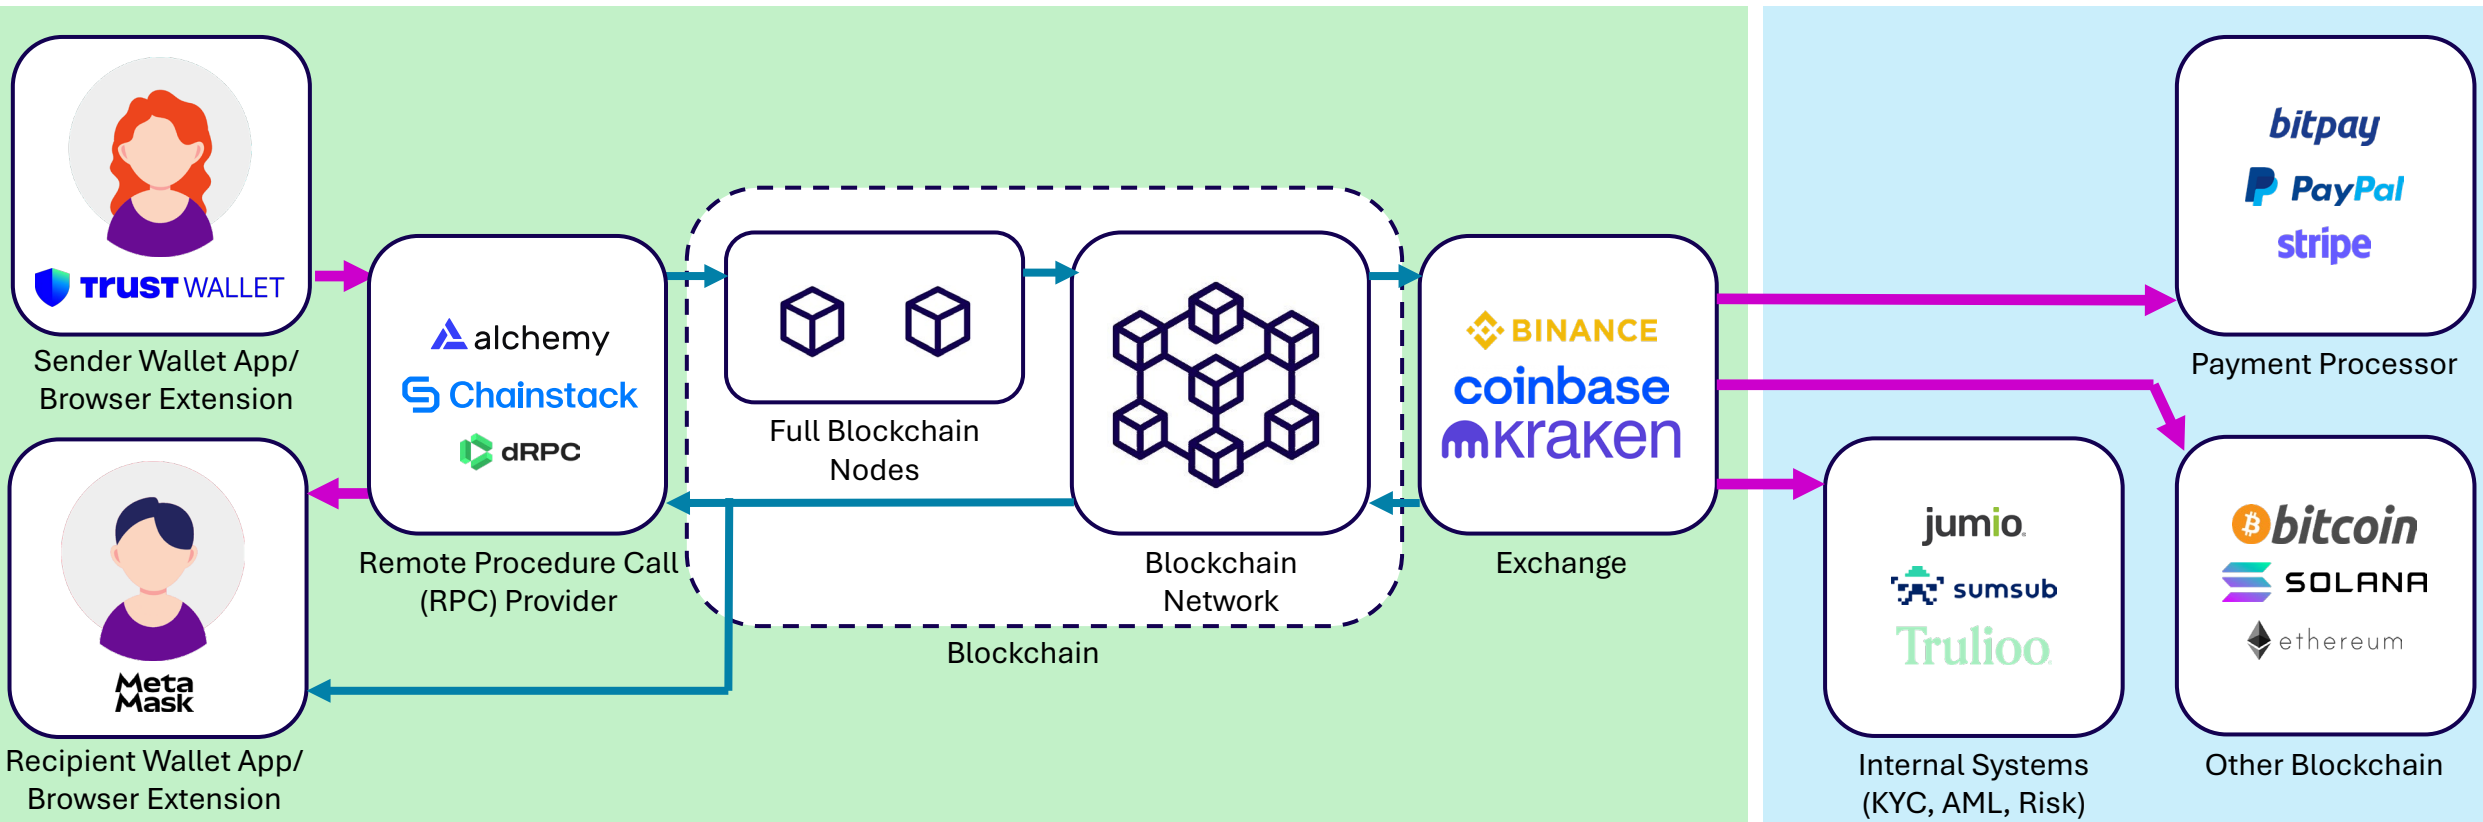 TRUST WALLET
Sender Wallet App/
Browser Extension
Meta
Mask
Recipient Wallet App/
Browser Extension
alchemy
Chainstack
dRPC
Remote Procedure Call
(RPC) Provider
Full Blockchain
Nodes
Blockchain
Network
Blockchain
BINANCE
coinbase
mkraken
Exchange
bitpay
PayPal
stripe
Payment Processor
jumio.
sumsub
Trulioo
Internal Systems
(KYC, AML, Risk)
bitcoin
SOLANA
ethereum
Other Blockchain